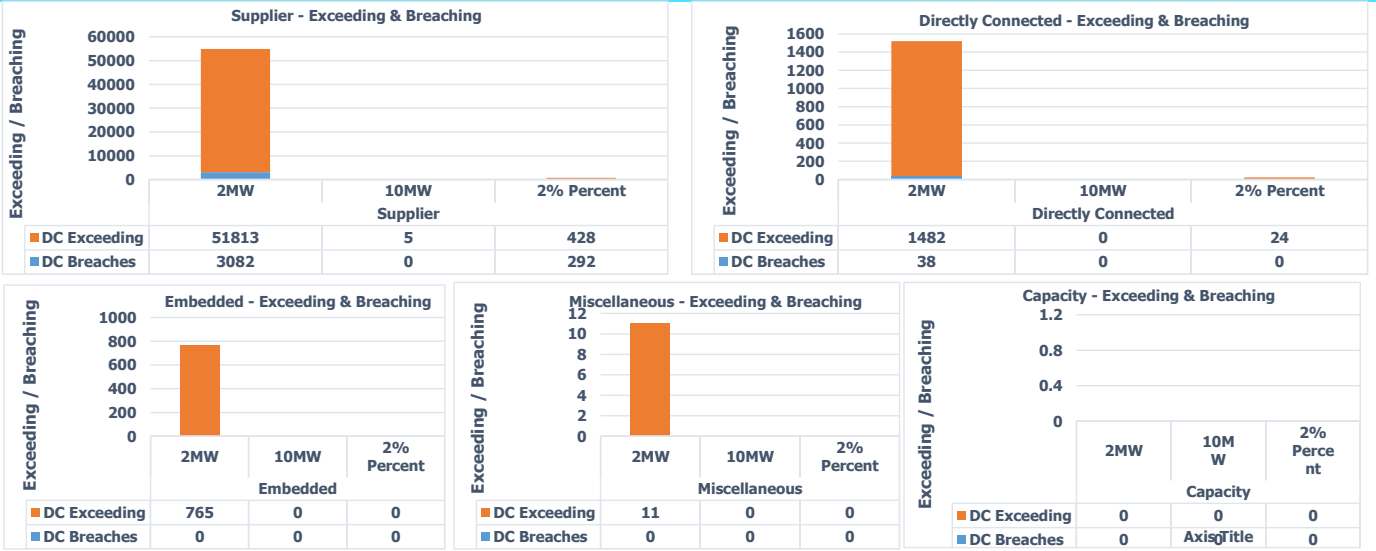 Supplier - Exceeding & Breaching
Exceeding / Breaching
60000
50000
40000
30000
20000
10000
0
2MW 10MW 2% Percent
Supplier
DC Exceeding 51813 5 428
DC Breaches 3082 0 292
Directly Connected - Exceeding & Breaching
Exceeding / Breaching
1600
1400
1200
1000
800
600
400
200
0
2MW 10MW 2% Percent
Directly Connected
DC Exceeding 1482 0 24
DC Breaches 38 0 0
Embedded - Exceeding & Breaching
Exceeding / Breaching
1000
800
600
400
200
0
2MW 10MW 2%
Percent
Embedded
DC Exceeding 765 0 0
DC Breaches 0 0 0
Miscellaneous - Exceeding & Breaching
Exceeding / Breaching
12
10
8
6
4
2
0
2MW 10MW 2%
Percent
Miscellaneous
DC Exceeding 11 0 0
DC Breaches 0 0 0
Capacity - Exceeding & Breaching
Exceeding / Breaching
1.2
0.8
0.4
0
2MW 10M 2%
W Perce
nt
Capacity
DC Exceeding 0 0 0
DC Breaches 0 0 0
Axis Title